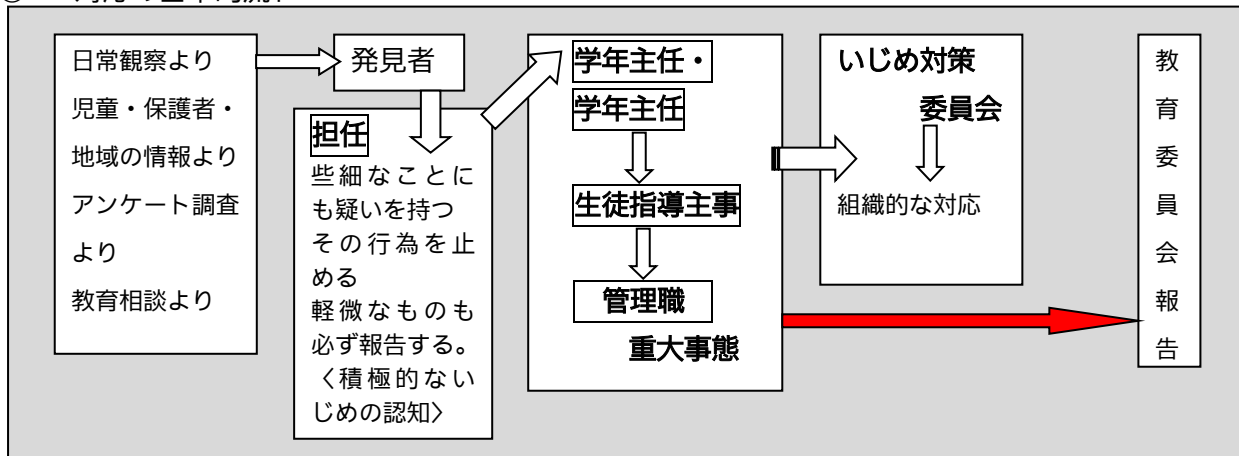 日常観察より
児童・保護者・
地域の情報より
アンケート調査
より
教育相談より
発見者
担任
些細なことに
も疑いを持つ
その行為を止
める
軽微なものも
必ず報告する。
〈積極的ない
じめの認知〉
学年主任・
学年主任
生徒指導主事
管理職
重大事態
いじめ対策
委員会
組織的な対応
教
育
委
員
会
報
告